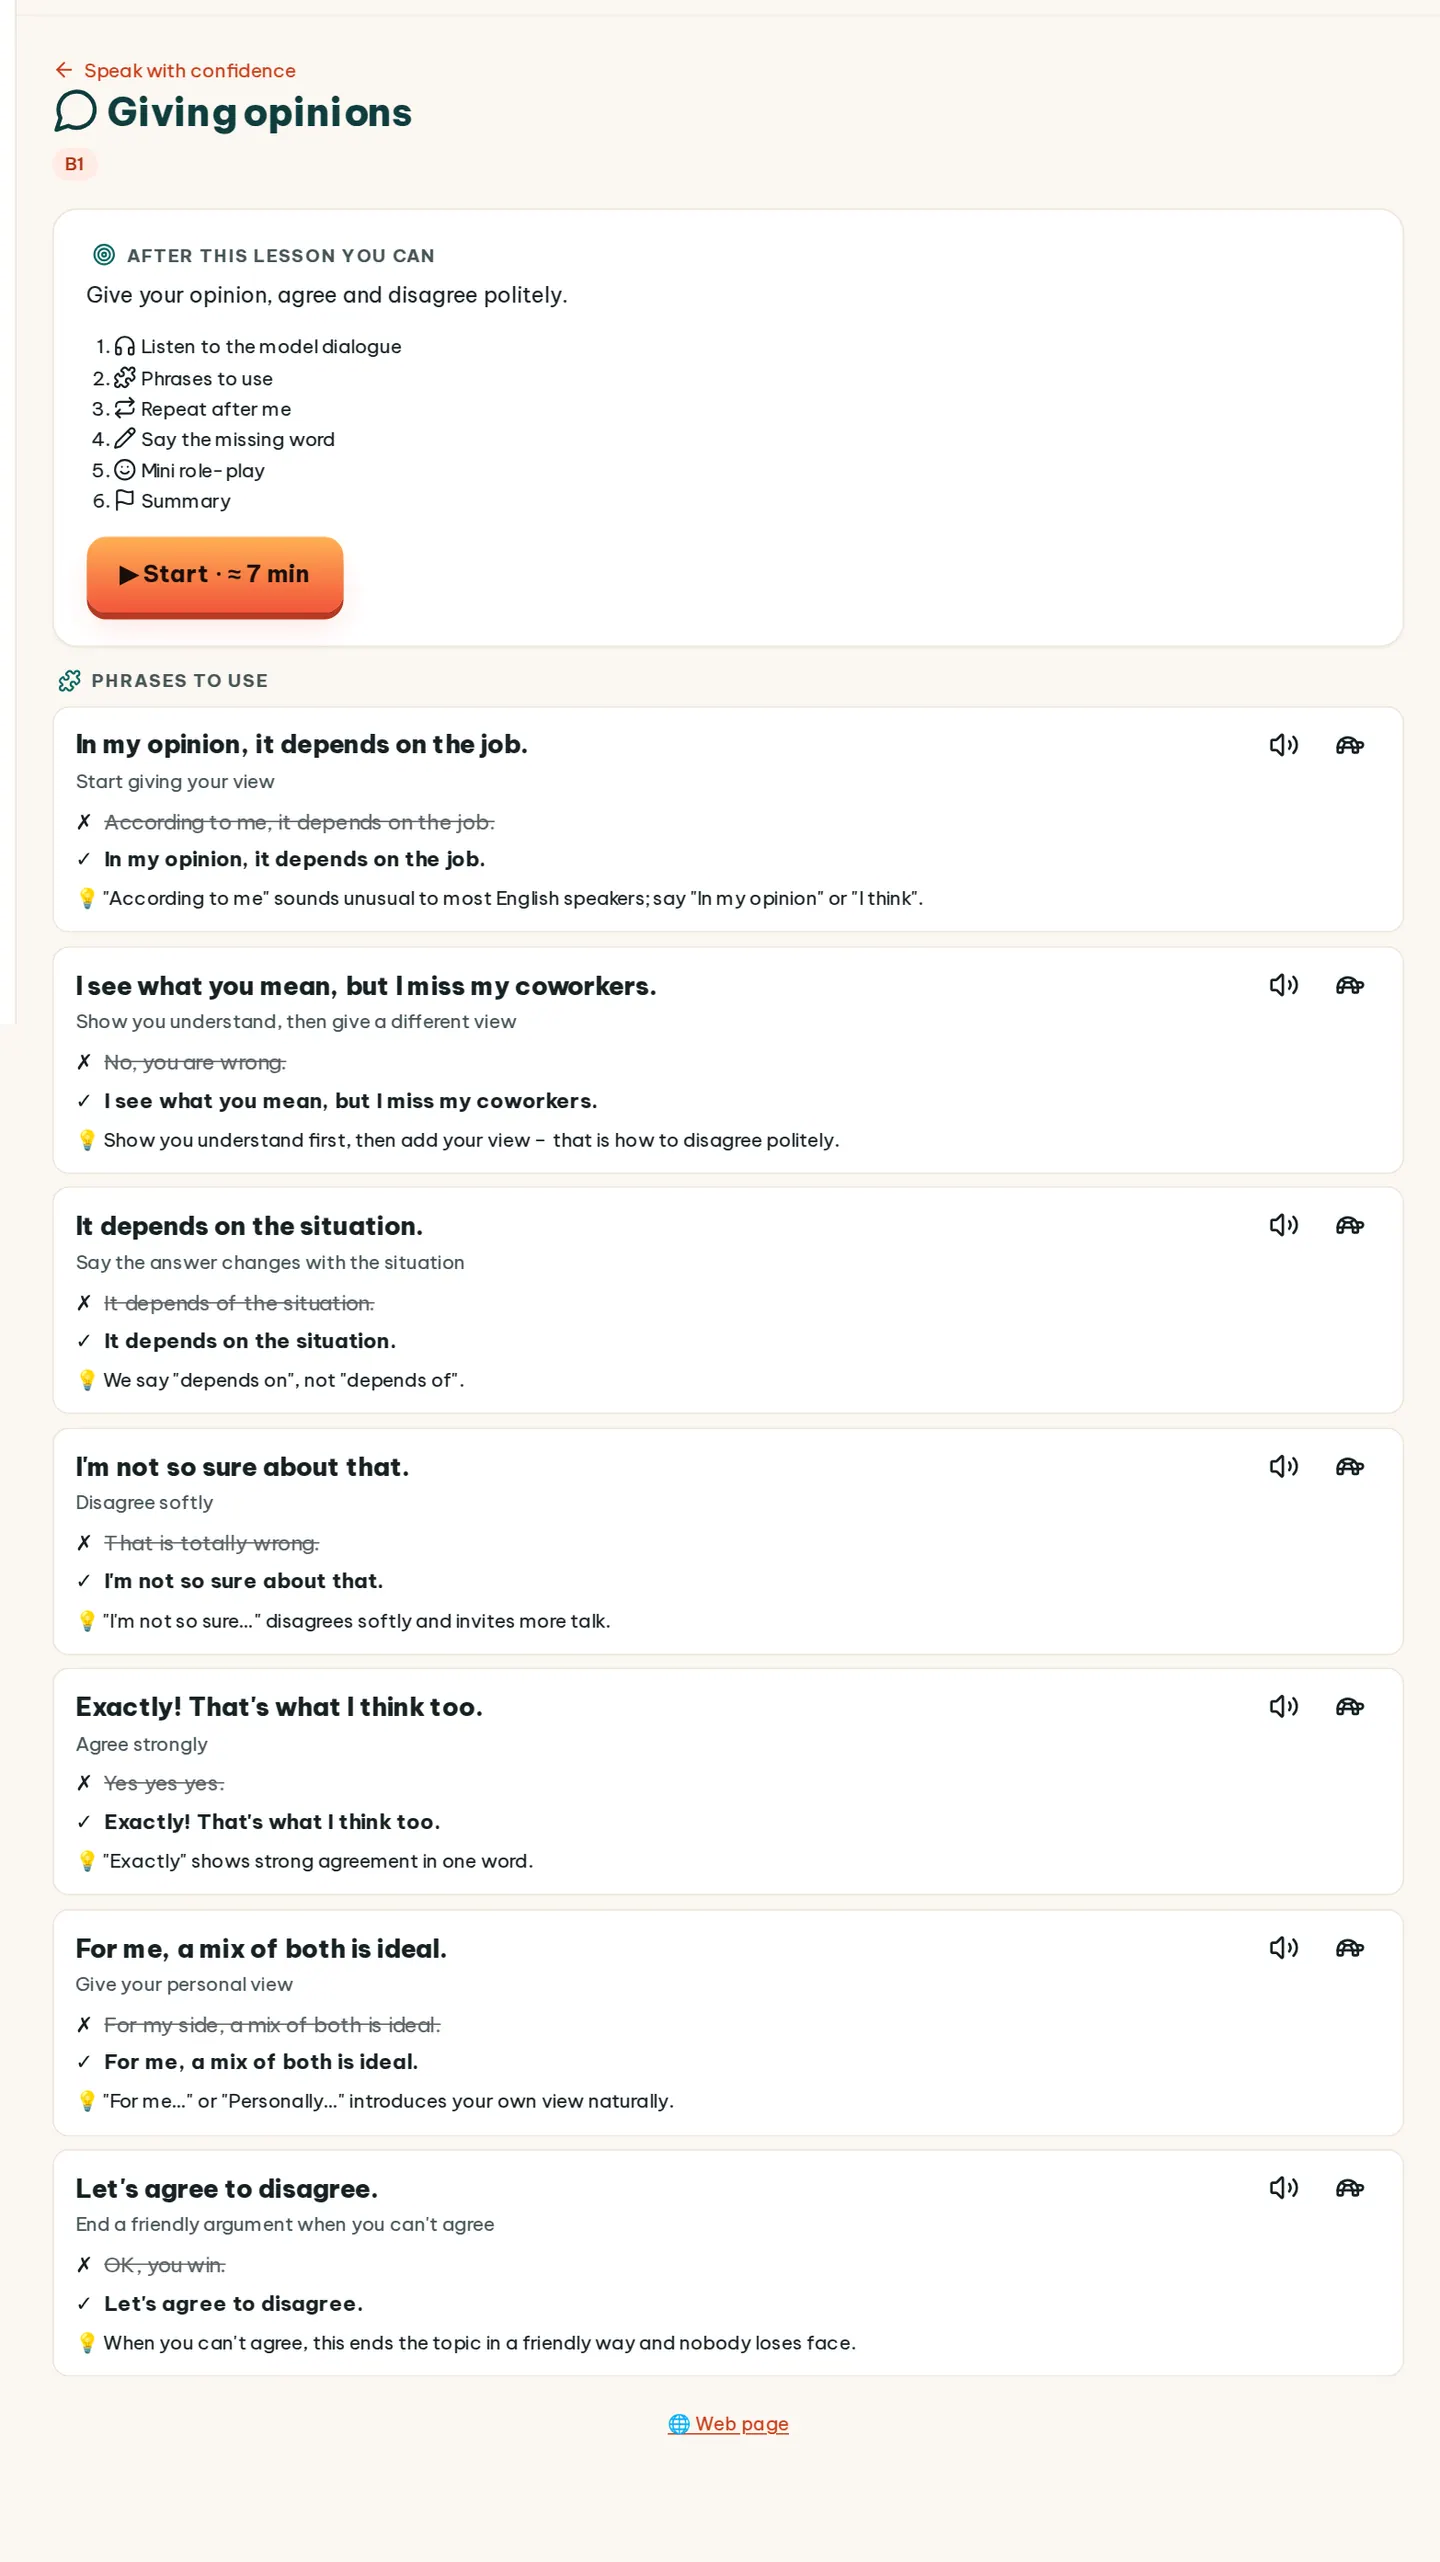 ← Speak with confidence
Giving opinions
B1
AFTER THIS LESSON YOU CAN
Give your opinion, agree and disagree politely.
1. Listen to the model dialogue
2. Phrases to use
3. Repeat after me
4. Say the missing word
5. Mini role-play
6. Summary
▶ Start · ≈ 7 min
PHRASES TO USE
In my opinion, it depends on the job.
Start giving your view
✗ According to me, it depends on the job.
✓ In my opinion, it depends on the job.
💡 "According to me" sounds unusual to most English speakers; say "In my opinion" or "I think".
I see what you mean, but I miss my coworkers.
Show you understand, then give a different view
✗ No, you are wrong.
✓ I see what you mean, but I miss my coworkers.
💡 Show you understand first, then add your view – that is how to disagree politely.
It depends on the situation.
Say the answer changes with the situation
✗ It depends of the situation.
✓ It depends on the situation.
💡 We say "depends on", not "depends of".
I'm not so sure about that.
Disagree softly
✗ That is totally wrong.
✓ I'm not so sure about that.
💡 "I'm not so sure..." disagrees softly and invites more talk.
Exactly! That's what I think too.
Agree strongly
✗ Yes yes yes.
✓ Exactly! That's what I think too.
💡 "Exactly" shows strong agreement in one word.
For me, a mix of both is ideal.
Give your personal view
✗ For my side, a mix of both is ideal.
✓ For me, a mix of both is ideal.
💡 "For me..." or "Personally..." introduces your own view naturally.
Let's agree to disagree.
End a friendly argument when you can't agree
✗ OK, you win.
✓ Let's agree to disagree.
💡 When you can't agree, this ends the topic in a friendly way and nobody loses face.
🌐 Web page